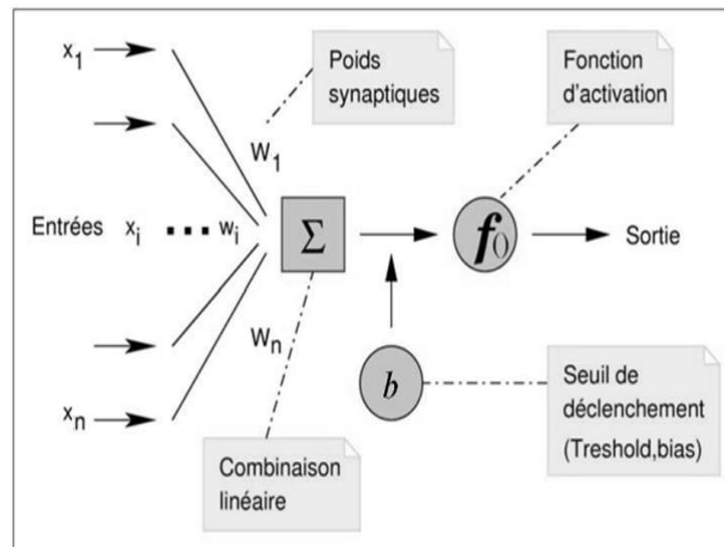 x1
Poids
synaptiques
Fonction
d'activation
W1
Entrées xi ... wi
Σ
f()
Sortie
Wn
b
xn
Seuil de
déclenchement
(Treshold,bias)
Combinaison
linéaire